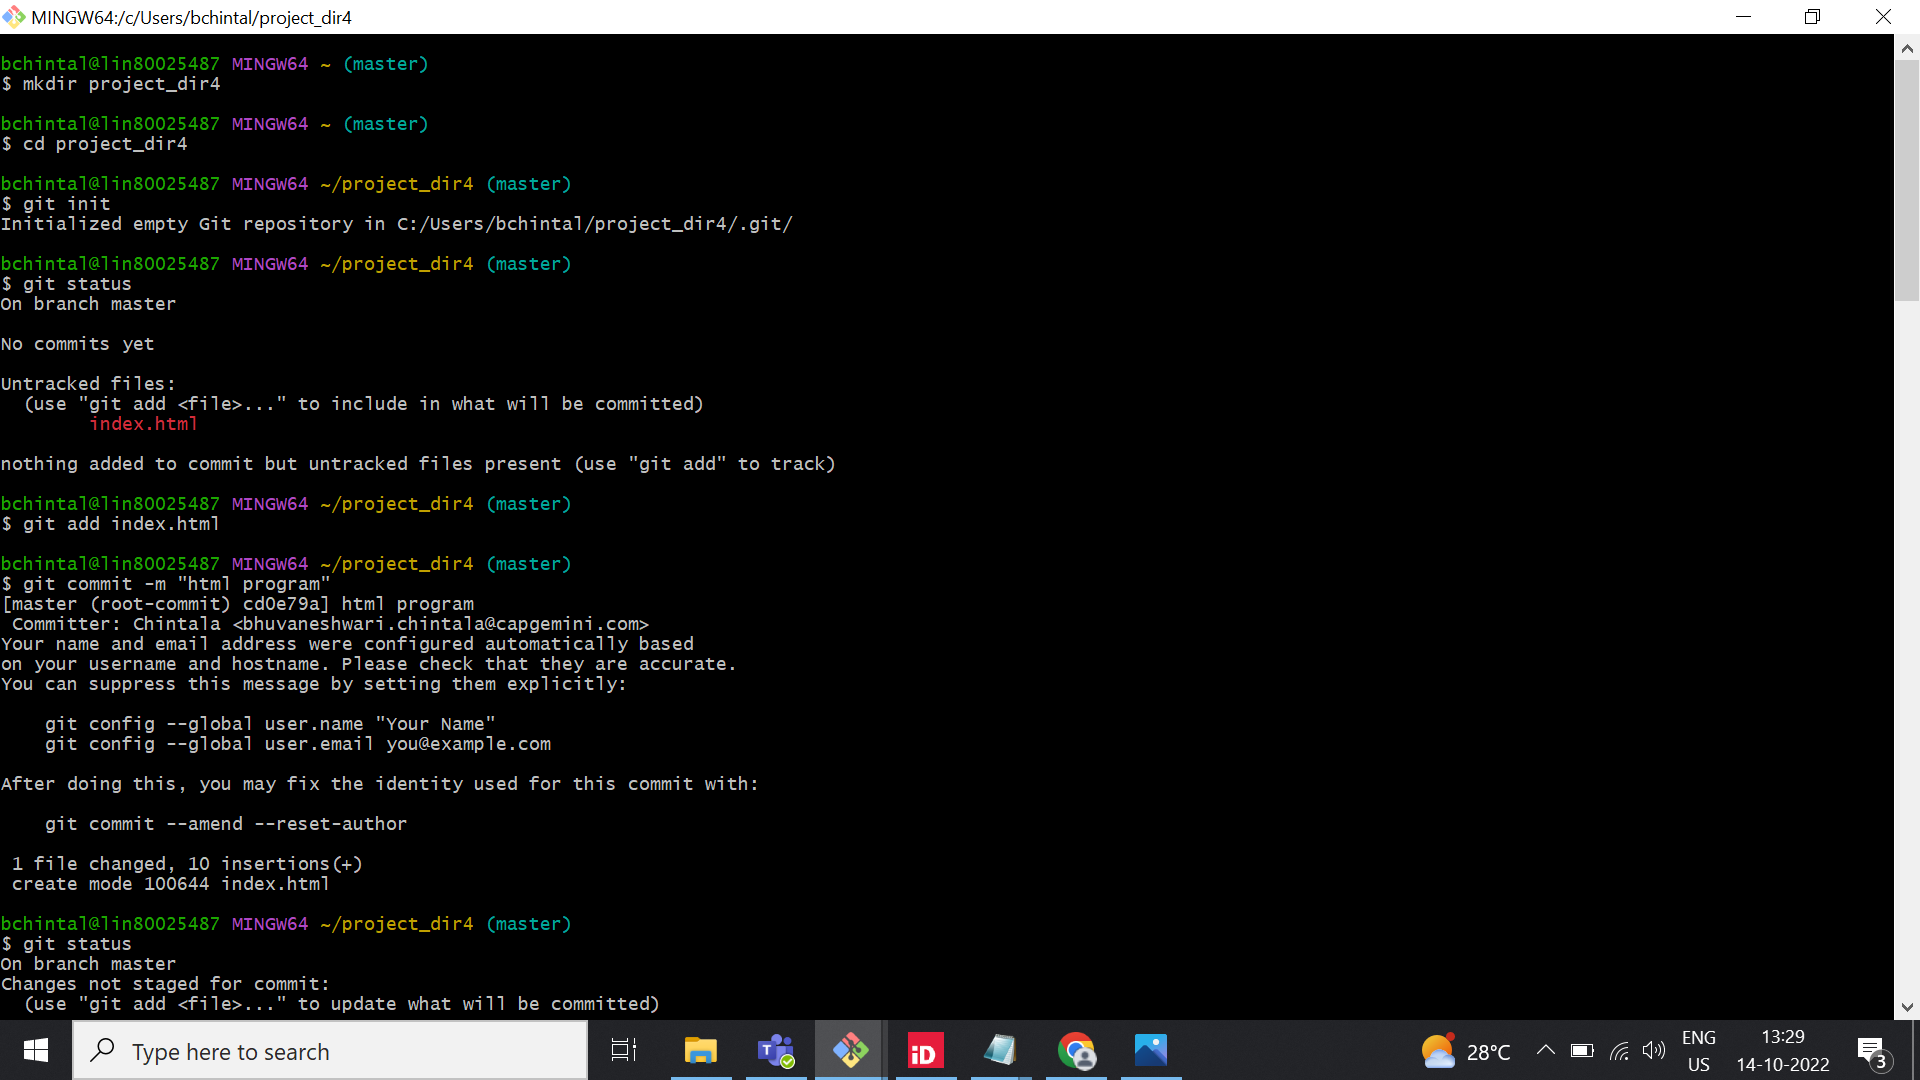 MINGW64:/c/Users/bchintal/project_dir4
bchintal@lin80025487 MINGW64 ~ (master)
$ mkdir project_dir4
bchintal@lin80025487 MINGW64 ~ (master)
$ cd project_dir4
bchintal@lin80025487 MINGW64 ~/project_dir4 (master)
$ git init
Initialized empty Git repository in C:/Users/bchintal/project_dir4/.git/
bchintal@lin80025487 MINGW64 ~/project_dir4 (master)
$ git status
On branch master
No commits yet
Untracked files:
  (use "git add <file>..." to include in what will be committed)
        index.html
nothing added to commit but untracked files present (use "git add" to track)
bchintal@lin80025487 MINGW64 ~/project_dir4 (master)
$ git add index.html
bchintal@lin80025487 MINGW64 ~/project_dir4 (master)
$ git commit -m "html program"
[master (root-commit) cd0e79a] html program
 Committer: Chintala <bhuvaneshwari.chintala@capgemini.com>
Your name and email address were configured automatically based
on your username and hostname. Please check that they are accurate.
You can suppress this message by setting them explicitly:
    git config --global user.name "Your Name"
    git config --global user.email you@example.com
After doing this, you may fix the identity used for this commit with:
    git commit --amend --reset-author
 1 file changed, 10 insertions(+)
 create mode 100644 index.html
bchintal@lin80025487 MINGW64 ~/project_dir4 (master)
$ git status
On branch master
Changes not staged for commit:
  (use "git add <file>..." to update what will be committed)
Type here to search
T
iD
28°C
ENG
US
13:29
14-10-2022
3